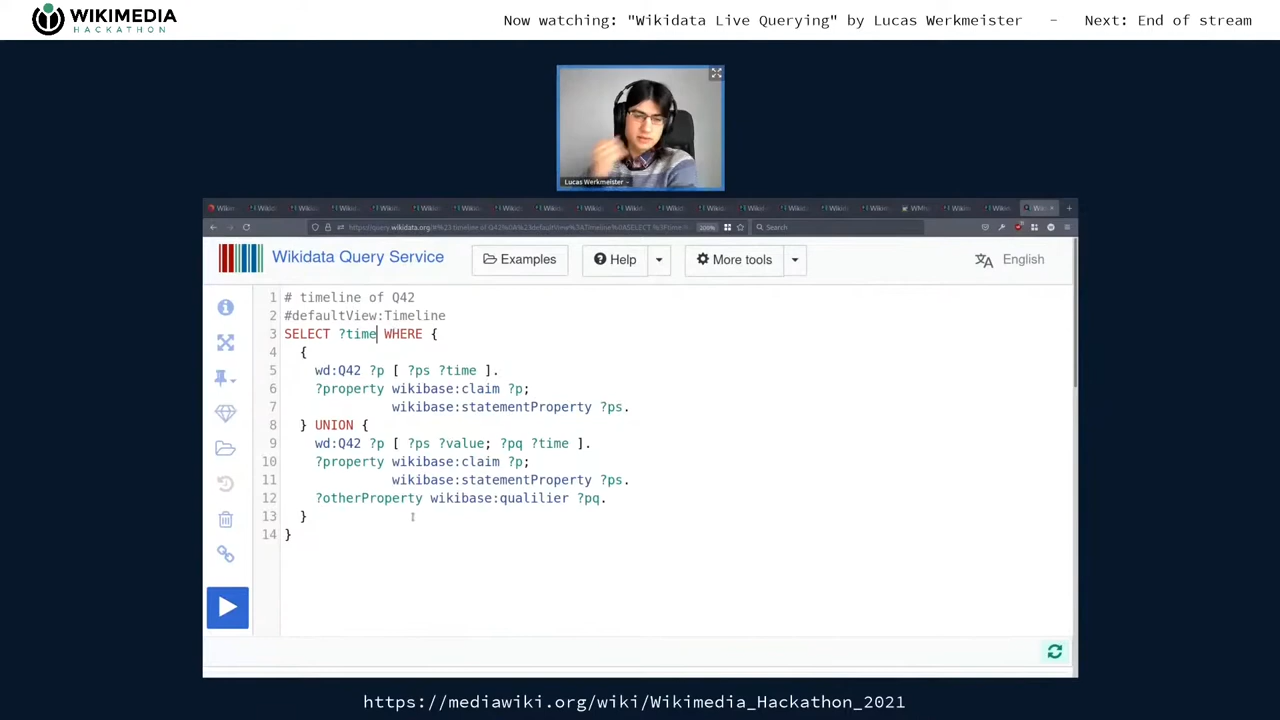 WIKIMEDIA
HACKATHON
Now watching: "Wikidata Live Querying" by Lucas Werkmeister - Next: End of stream
Lucas Werkmeister
Search
Wikidata Query Service
Examples
Help
More tools
English
1 # timeline of Q42
2 #defaultView:Timeline
3 SELECT ?time WHERE {
4 {
5 wd:Q42 ?p [ ?ps ?time ].
6 ?property wikibase:claim ?p;
7 wikibase:statementProperty ?ps.
8 } UNION {
9 wd:Q42 ?p [ ?ps ?value; ?pq ?time ].
10 ?property wikibase:claim ?p;
11 wikibase:statementProperty ?ps.
12 ?otherProperty wikibase:qualilier ?pq.
13 }
14 }
https://mediawiki.org/wiki/Wikimedia_Hackathon_2021